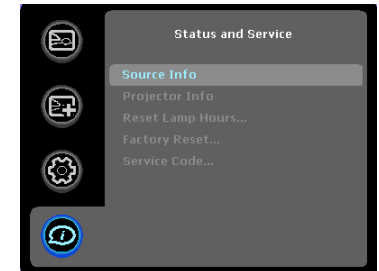 Status and Service
Source Info
Projector Info
Reset Lamp Hours...
Factory Reset...
Service Code...